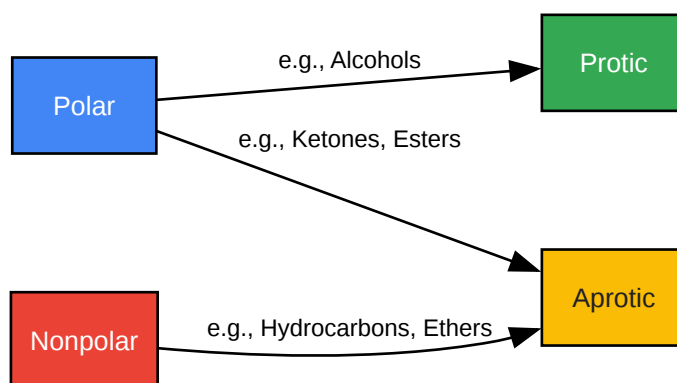 Polar
e.g., Alcohols
Protic
e.g., Ketones, Esters
Nonpolar
e.g., Hydrocarbons, Ethers
Aprotic